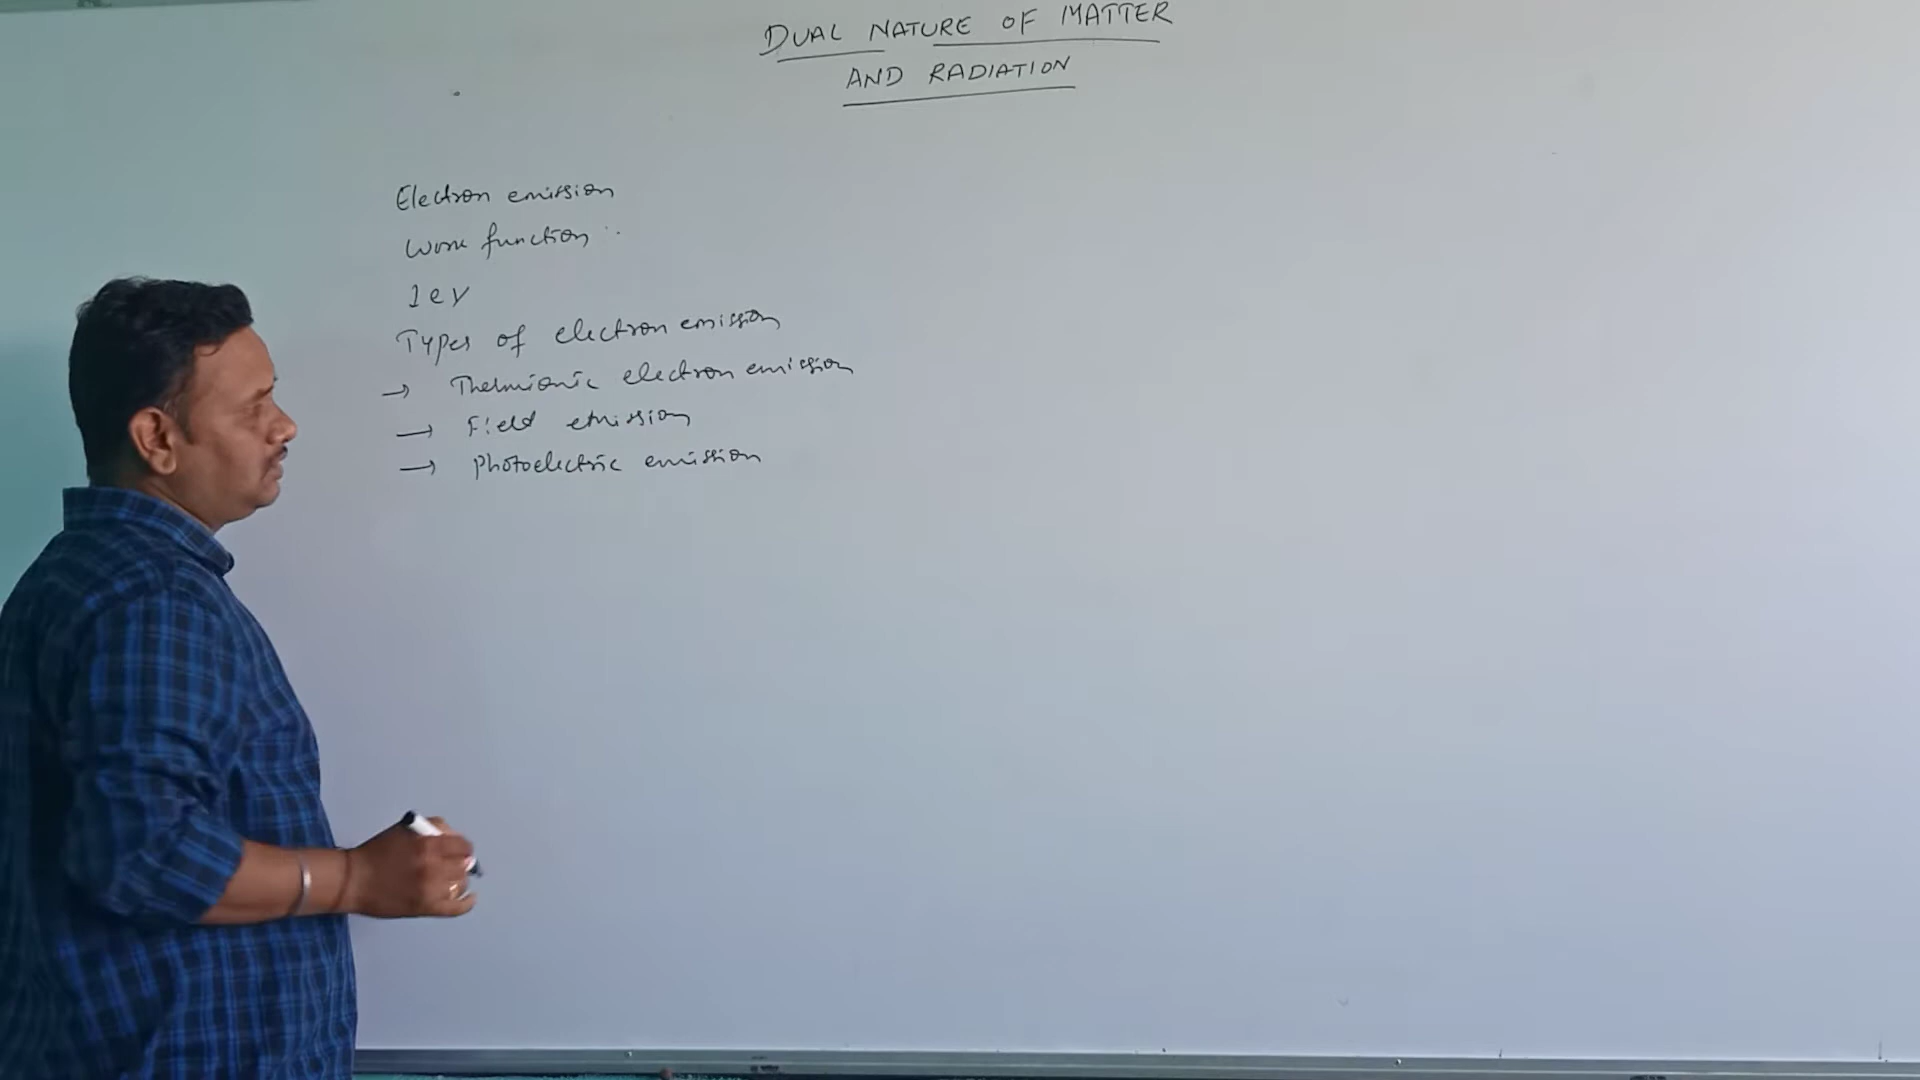 DUAL NATURE OF MATTER
AND RADIATION
Electron emission
Work function :
1 eV
Types of electron emission
→ Thermionic electron emission
→ Field emission
→ Photoelectric emission